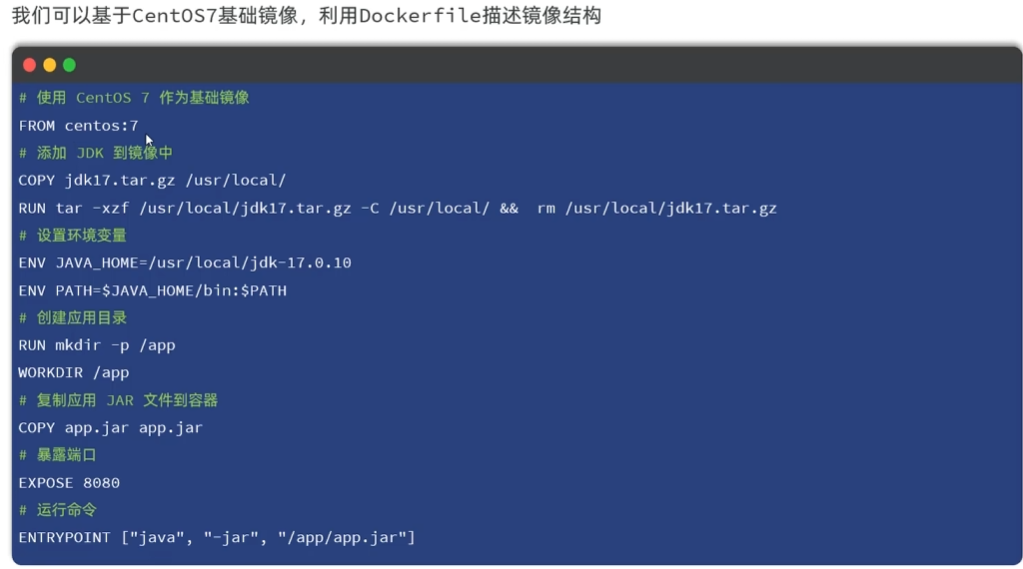 我们可以基于CentOS7基础镜像，利用Dockerfile描述镜像结构
# 使用 CentOS 7 作为基础镜像
FROM centos:7
# 添加 JDK 到镜像中
COPY jdk17.tar.gz /usr/local/
RUN tar -xzf /usr/local/jdk17.tar.gz -C /usr/local/ &&  rm /usr/local/jdk17.tar.gz
# 设置环境变量
ENV JAVA_HOME=/usr/local/jdk-17.0.10
ENV PATH=$JAVA_HOME/bin:$PATH
# 创建应用目录
RUN mkdir -p /app
WORKDIR /app
# 复制应用 JAR 文件到容器
COPY app.jar app.jar
# 暴露端口
EXPOSE 8080
# 运行命令
ENTRYPOINT ["java", "-jar", "/app/app.jar"]